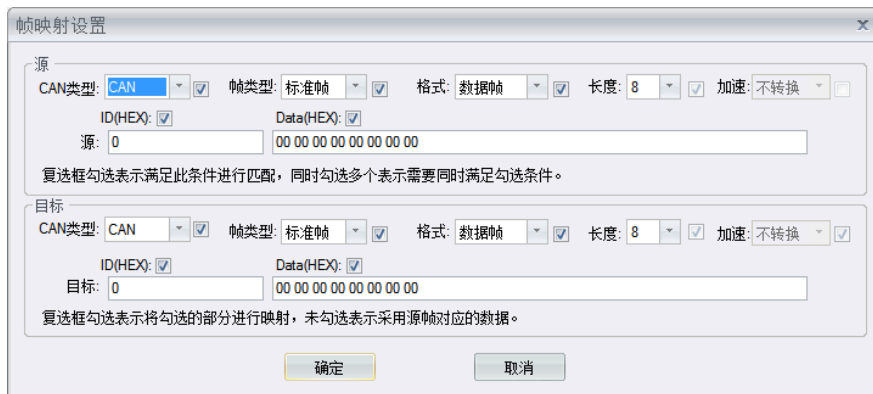 帧映射设置
源
CAN类型: CAN 帧类型: 标准帧 格式: 数据帧 长度: 8 加速: 不转换
ID(HEX): Data(HEX):
源: 0 00 00 00 00 00 00 00 00
复选框勾选表示满足此条件进行匹配，同时勾选多个表示需要同时满足勾选条件。
目标
CAN类型: CAN 帧类型: 标准帧 格式: 数据帧 长度: 8 加速: 不转换
ID(HEX): Data(HEX):
目标: 0 00 00 00 00 00 00 00 00
复选框勾选表示将勾选的部分进行映射，未勾选表示采用源帧对应的数据。
确定 取消